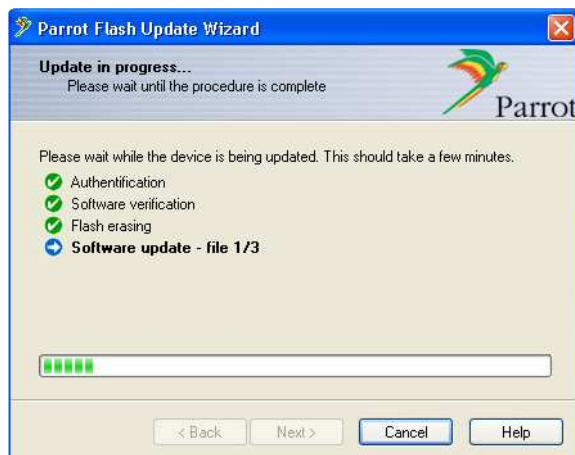 Parrot Flash Update Wizard
Update in progress...
Please wait until the procedure is complete
Parrot
Please wait while the device is being updated. This should take a few minutes.
Authentification
Software verification
Flash erasing
Software update - file 1/3
< Back
Next >
Cancel
Help